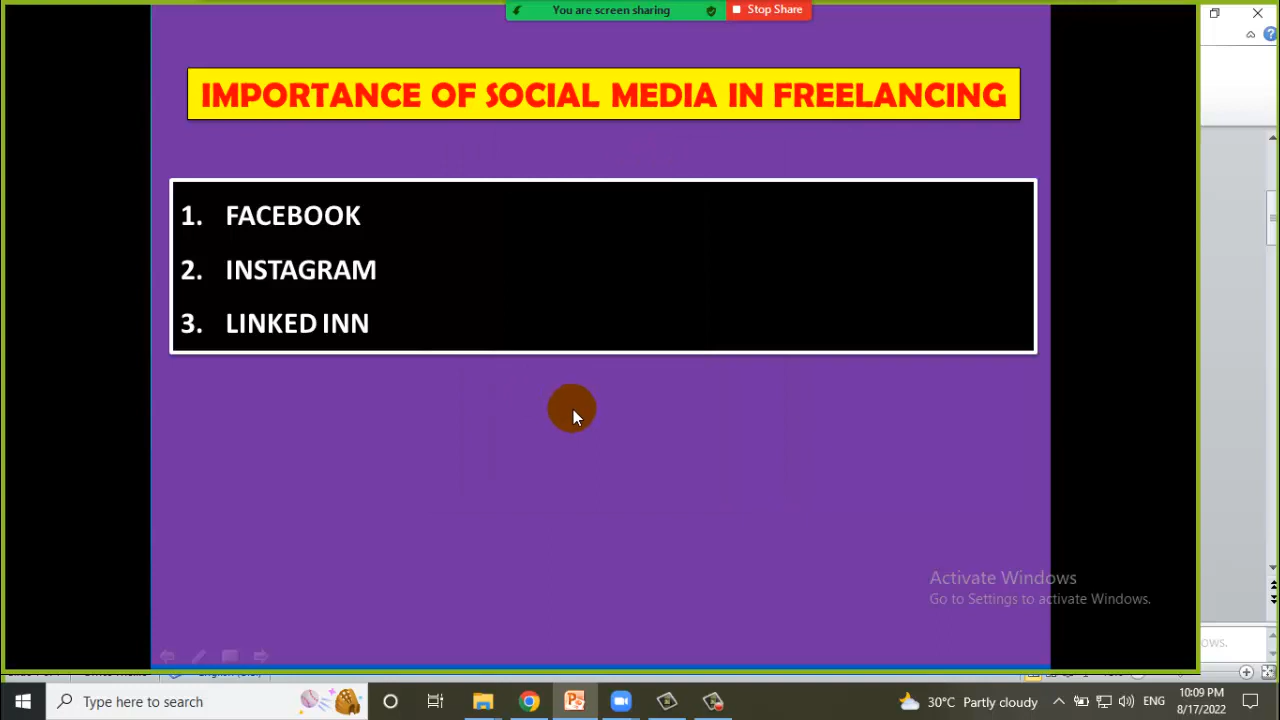 You are screen sharing
Stop Share
IMPORTANCE OF SOCIAL MEDIA IN FREELANCING
1. FACEBOOK
2. INSTAGRAM
3. LINKED INN
Activate Windows
Go to Settings to activate Windows.
ows.
Type here to search
30°C Partly cloudy
ENG
10:09 PM
8/17/2022